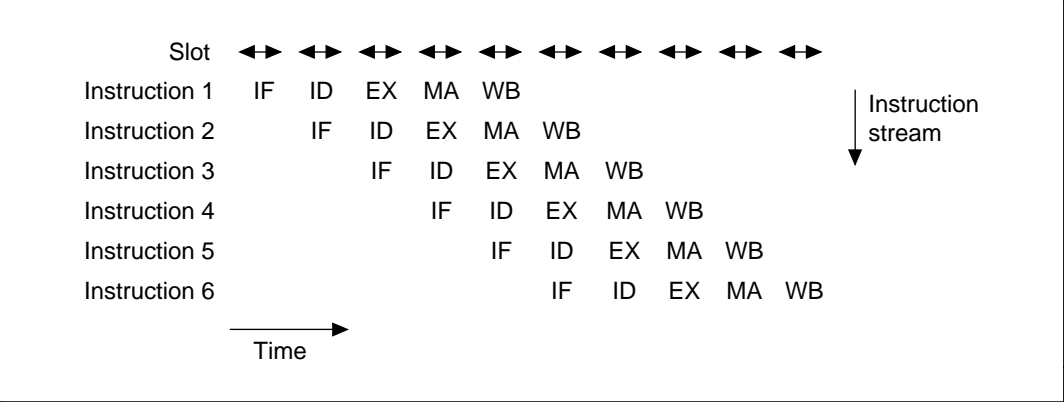 Slot
Instruction 1 IF ID EX MA WB
Instruction 2 IF ID EX MA WB
Instruction 3 IF ID EX MA WB
Instruction 4 IF ID EX MA WB
Instruction 5 IF ID EX MA WB
Instruction 6 IF ID EX MA WB
Instruction
stream
Time